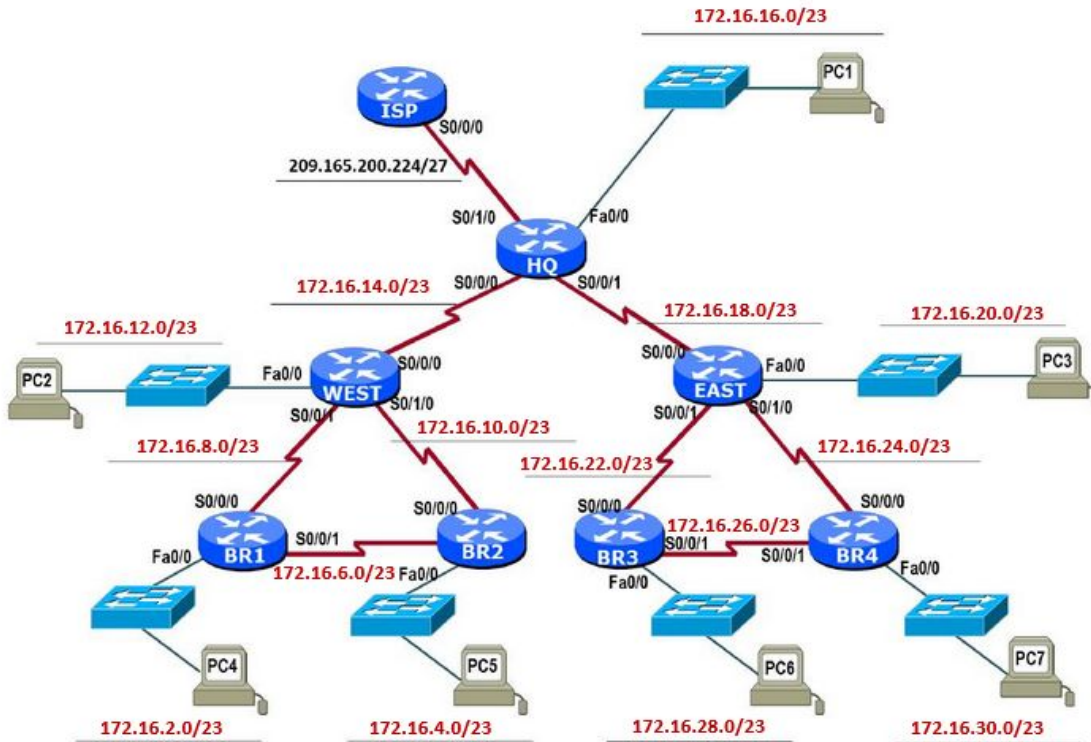 172.16.16.0/23
PC1
ISP
S0/0/0
209.165.200.224/27
S0/1/0
Fa0/0
HQ
S0/0/0
S0/0/1
172.16.14.0/23
172.16.18.0/23
172.16.20.0/23
172.16.12.0/23
S0/0/0
S0/0/0
Fa0/0
PC2
Fa0/0
WEST
EAST
PC3
S0/0/1
S0/1/0
S0/0/1
S0/1/0
172.16.8.0/23
172.16.10.0/23
172.16.22.0/23
172.16.24.0/23
S0/0/0
S0/0/0
S0/0/0
S0/0/0
BR1
S0/0/1
BR2
BR3
172.16.26.0/23
S0/0/1
S0/0/1
BR4
Fa0/0
172.16.6.0/23
Fa0/0
Fa0/0
Fa0/0
PC4
PC5
PC6
PC7
172.16.2.0/23
172.16.4.0/23
172.16.28.0/23
172.16.30.0/23